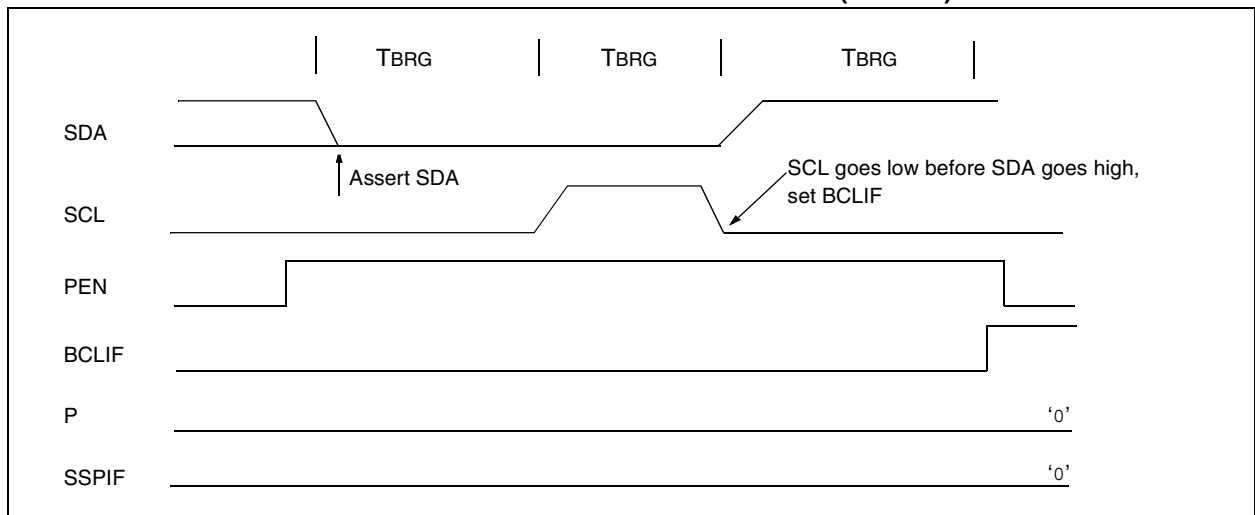 TBRG TBRG TBRG
SDA
Assert SDA
SCL goes low before SDA goes high,
set BCLIF
SCL
PEN
BCLIF
P
‘0’
SSPIF
‘0’